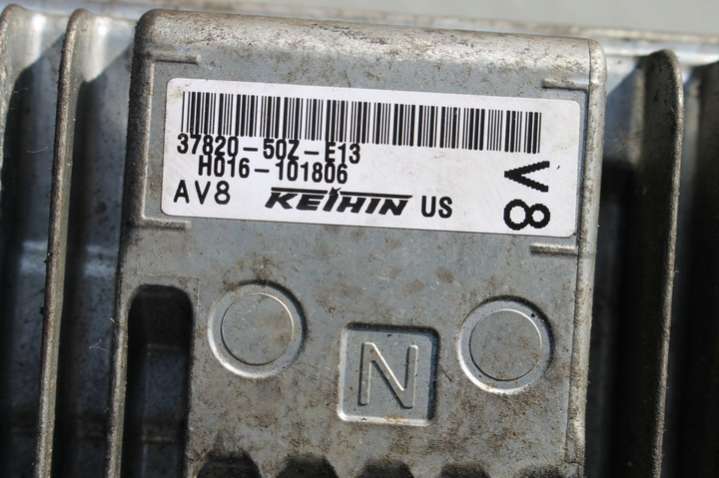 37820-50Z-E13
H016-101806
AV8 KEIHIN US
V8
N